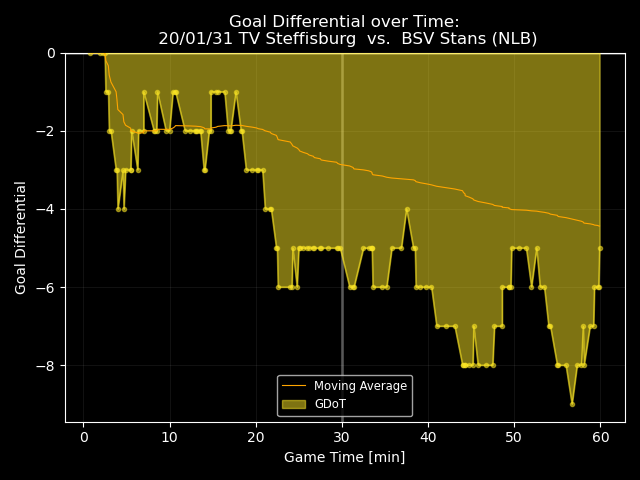 Goal Differential over Time:
20/01/31 TV Steffisburg vs. BSV Stans (NLB)
0
−2
−4
−6
−8
Goal Differential
Moving Average
GDoT
0 10 20 30 40 50 60
Game Time [min]